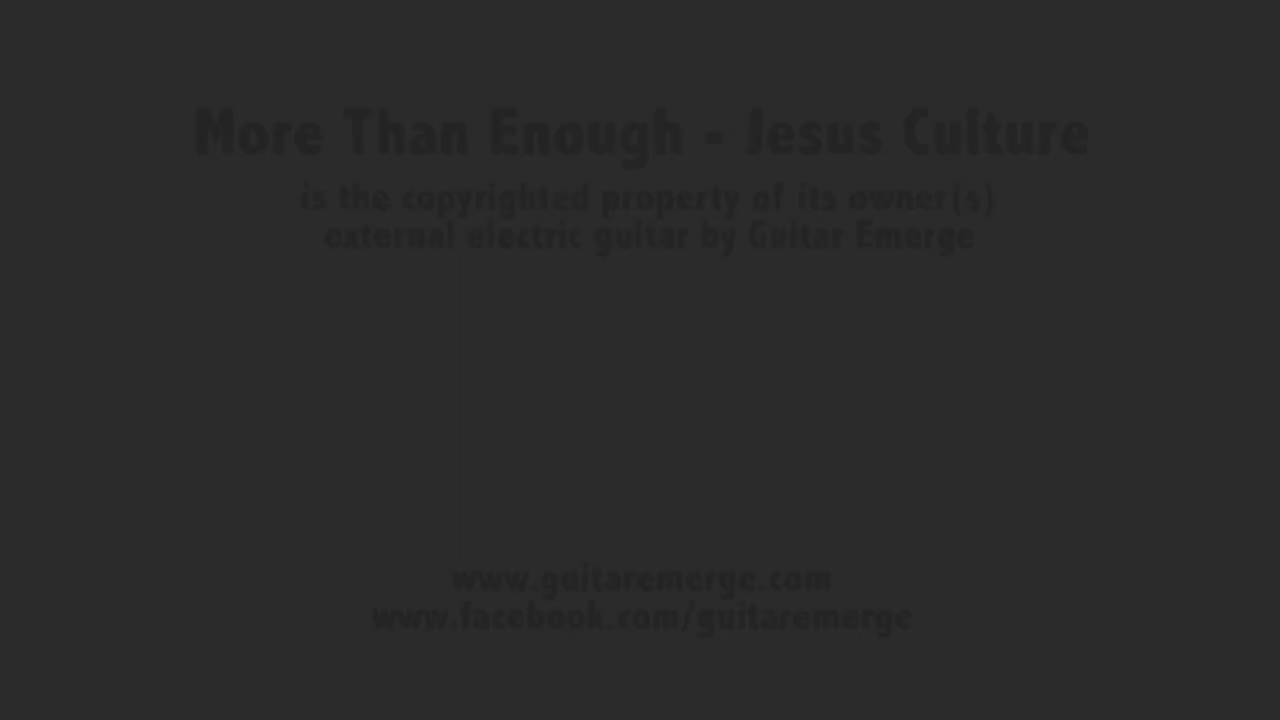 More Than Enough - Jesus Culture
is the copyrighted property of its owner(s)
external electric guitar by Guitar Emerge
www.guitaremerge.com
www.facebook.com/guitaremerge